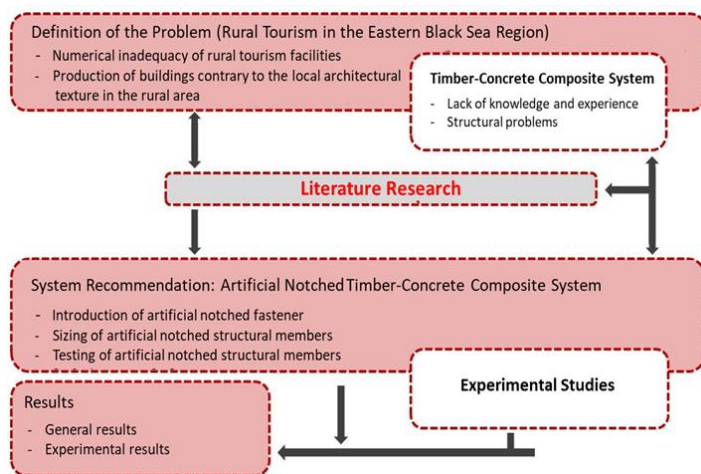 Definition of the Problem (Rural Tourism in the Eastern Black Sea Region)
- Numerical inadequacy of rural tourism facilities
- Production of buildings contrary to the local architectural
texture in the rural area
Timber-Concrete Composite System
- Lack of knowledge and experience
- Structural problems
Literature Research
System Recommendation: Artificial Notched Timber-Concrete Composite System
- Introduction of artificial notched fastener
- Sizing of artificial notched structural members
- Testing of artificial notched structural members
Experimental Studies
Results
- General results
- Experimental results